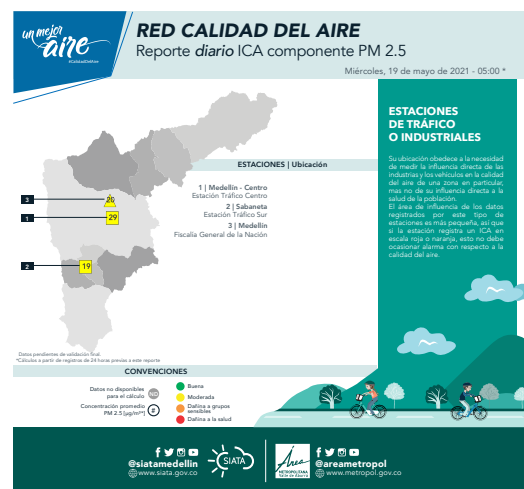 un mejor
aire
#CalidadDelAire
RED CALIDAD DEL AIRE
Reporte diario ICA componente PM 2.5
Miércoles, 19 de mayo de 2021 - 05:00 *
ESTACIONES | Ubicación
1 | Medellín - Centro
Estación Tráfico Centro
2 | Sabaneta
Estación Tráfico Sur
3 | Medellín
Fiscalía General de la Nación
3
20
1
29
2
19
ESTACIONES
DE TRÁFICO
O INDUSTRIALES
Su ubicación obedece a la necesidad
de medir la influencia directa de las
industrias y los vehículos en la calidad
del aire de una zona en particular,
mas no de su influencia directa a la
salud de la población.
El área de influencia de los datos
registrados por este tipo de
estaciones es más pequeña, así que
si la estación registra un ICA en
escala roja o naranja, esto no debe
ocasionar alarma con respecto a la
calidad del aire.
Datos pendientes de validación final.
*Cálculos a partir de registros de 24 horas previas a este reporte
CONVENCIONES
Datos no disponibles
para el cálculo
ND
Concentración promedio
PM 2.5 (µg/m³)
#
Buena
Moderada
Dañina a grupos
sensibles
Dañina a la salud
@siatamedellin
www.siata.gov.co
SIATA
Área
METROPOLITANA
Valle de Aburrá
@areametropol
www.metropol.gov.co